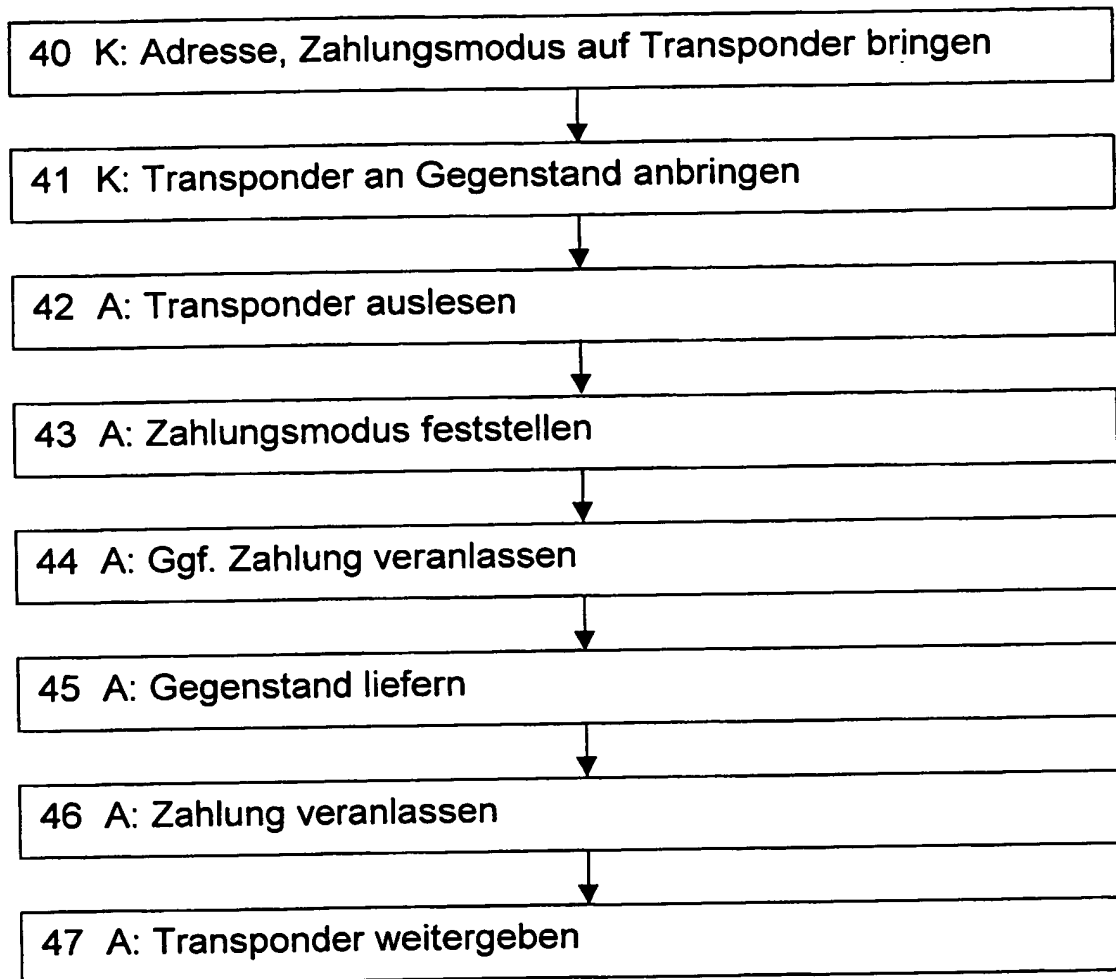 40 K: Adresse, Zahlungsmodus auf Transponder bringen
41 K: Transponder an Gegenstand anbringen
42 A: Transponder auslesen
43 A: Zahlungsmodus feststellen
44 A: Ggf. Zahlung veranlassen
45 A: Gegenstand liefern
46 A: Zahlung veranlassen
47 A: Transponder weitergeben